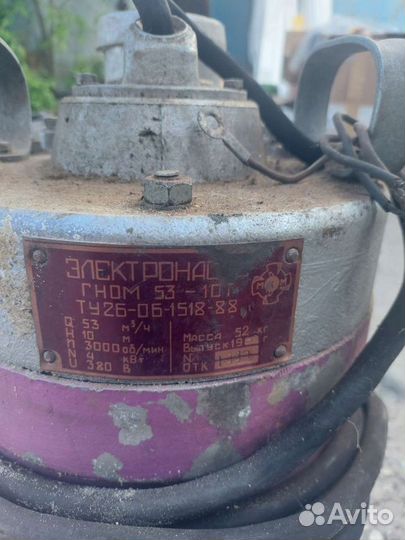 ЭЛЕКТРОНАС
ГНОМ 53-10
ТУ26-06-1518-88
Q 53 м³/ч
H 10 м
n 3000 об/мин
N 4 кВт
U 380 В
Масса 52 кг
Выпуск 19 г
N
ОТК
Avito